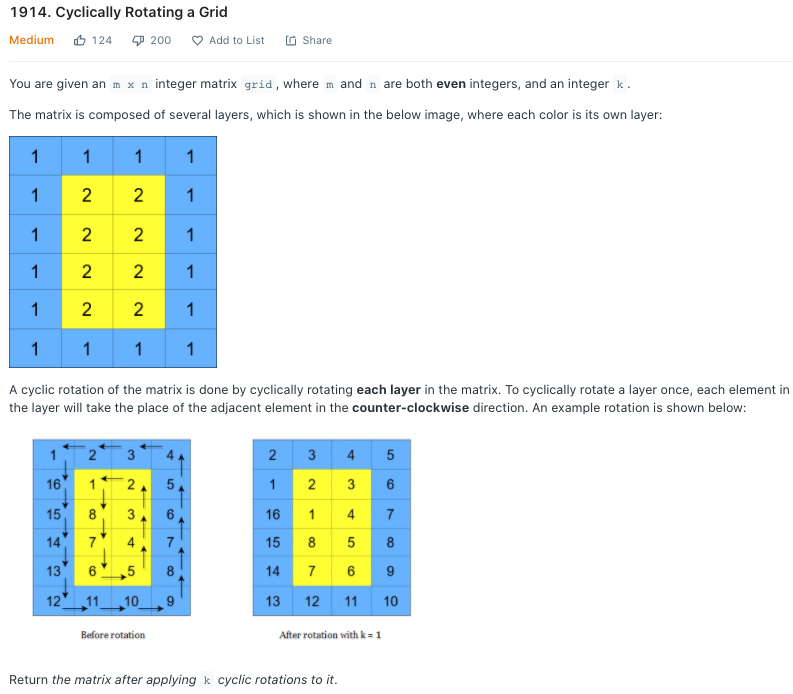 1914. Cyclically Rotating a Grid
Medium 124 200 Add to List Share
You are given an m x n integer matrix grid, where m and n are both even integers, and an integer k.
The matrix is composed of several layers, which is shown in the below image, where each color is its own layer:
1 1 1 1
1 2 2 1
1 2 2 1
1 2 2 1
1 2 2 1
1 1 1 1
A cyclic rotation of the matrix is done by cyclically rotating each layer in the matrix. To cyclically rotate a layer once, each element in
the layer will take the place of the adjacent element in the counter-clockwise direction. An example rotation is shown below:
1 2 3 4
16 1 2 5
15 8 3 6
14 7 4 7
13 6 5 8
12 11 10 9
Before rotation
2 3 4 5
1 2 3 6
16 1 4 7
15 8 5 8
14 7 6 9
13 12 11 10
After rotation with k = 1
Return the matrix after applying k cyclic rotations to it.